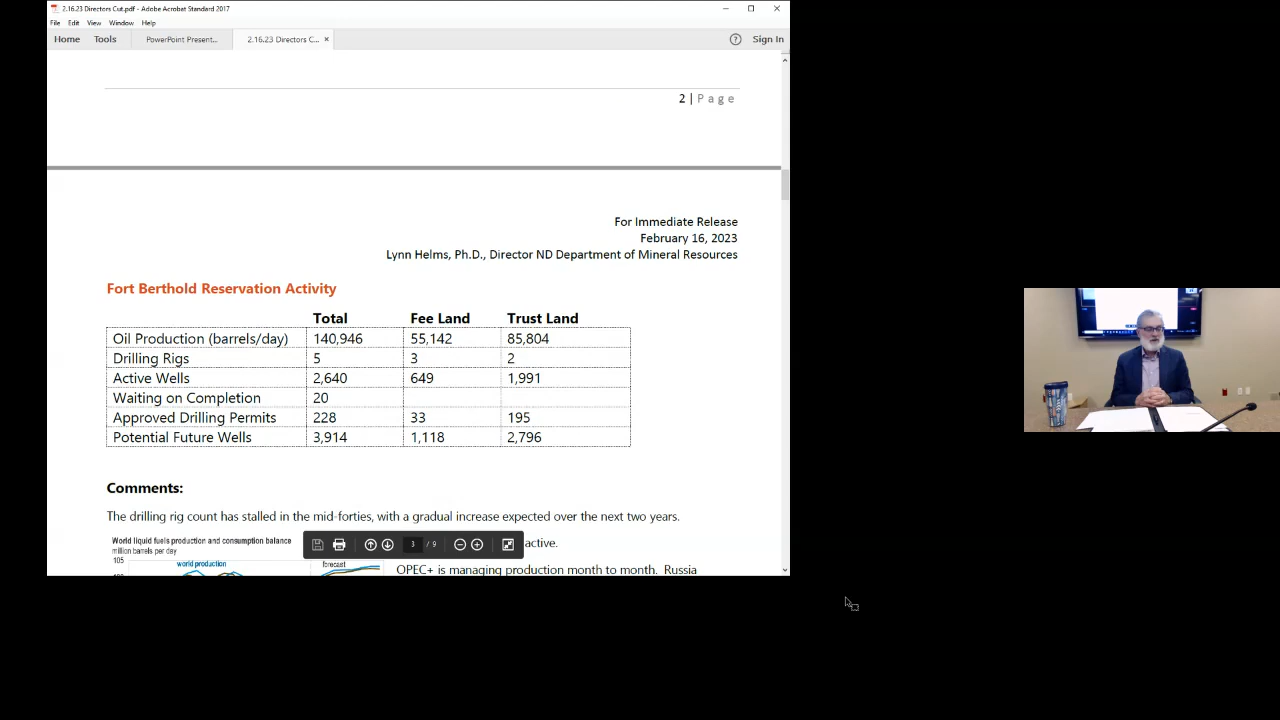 2.16.23 Directors Cut.pdf - Adobe Acrobat Standard 2017
File Edit View Window Help
Home Tools PowerPoint Present... 2.16.23 Directors C... × ? Sign In
2 | Page
For Immediate Release
February 16, 2023
Lynn Helms, Ph.D., Director ND Department of Mineral Resources
Fort Berthold Reservation Activity
Total Fee Land Trust Land
Oil Production (barrels/day) 140,946 55,142 85,804
Drilling Rigs 5 3 2
Active Wells 2,640 649 1,991
Waiting on Completion 20
Approved Drilling Permits 228 33 195
Potential Future Wells 3,914 1,118 2,796
Comments:
The drilling rig count has stalled in the mid-forties, with a gradual increase expected over the next two years.
World liquid fuels production and consumption balance
million barrels per day
3 / 9
active.
105
world production
forecast
OPEC+ is managing production month to month. Russia